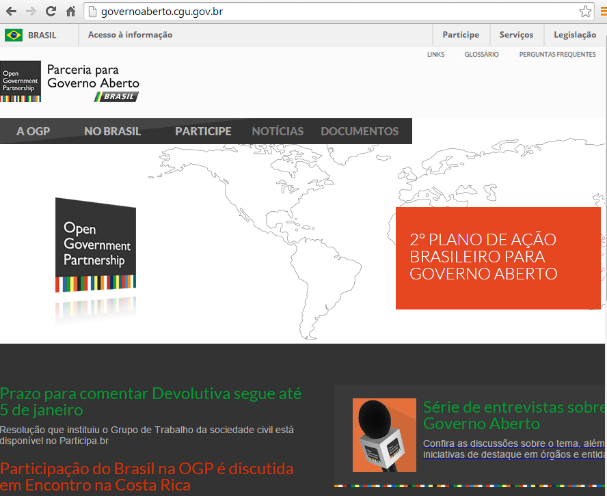 governoaberto.cgu.gov.br
BRASIL Acesso à informação Participe Serviços Legislação
LINKS GLOSSÁRIO PERGUNTAS FREQUENTES
Open
Government
Partnership
Parceria para
Governo Aberto
BRASIL
A OGP NO BRASIL PARTICIPE NOTÍCIAS DOCUMENTOS
Open
Government
Partnership
2º PLANO DE AÇÃO
BRASILEIRO PARA
GOVERNO ABERTO
Prazo para comentar Devolutiva segue até
5 de janeiro
Resolução que instituiu o Grupo de Trabalho da sociedade civil está
disponível no Participa.br
Participação do Brasil na OGP é discutida
em Encontro na Costa Rica
Série de entrevistas sobre
Governo Aberto
Confira as discussões sobre o tema, além
iniciativas de destaque em órgãos e entida